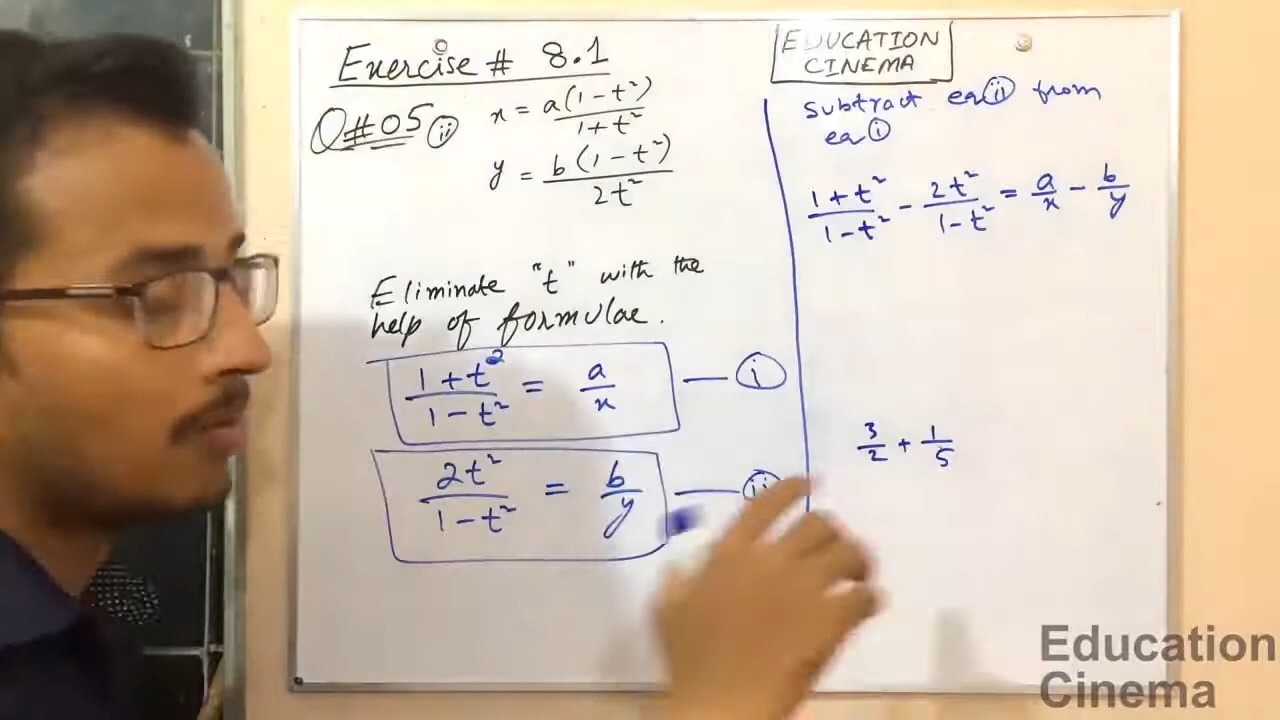 Exercise # 8.1
Q#05 (ii) x = a(1-t²)/1+t²
y = b(1-t²)/2t²
Eliminate "t" with the
help of formulae.
1+t²/1-t² = a/x — (i)
2t²/1-t² = b/y — (ii)
EDUCATION
CINEMA
Subtract eq(ii) from
eq(i)
1+t²/1-t² - 2t²/1-t² = a/x - b/y
3/2 + 1/5
Education
Cinema